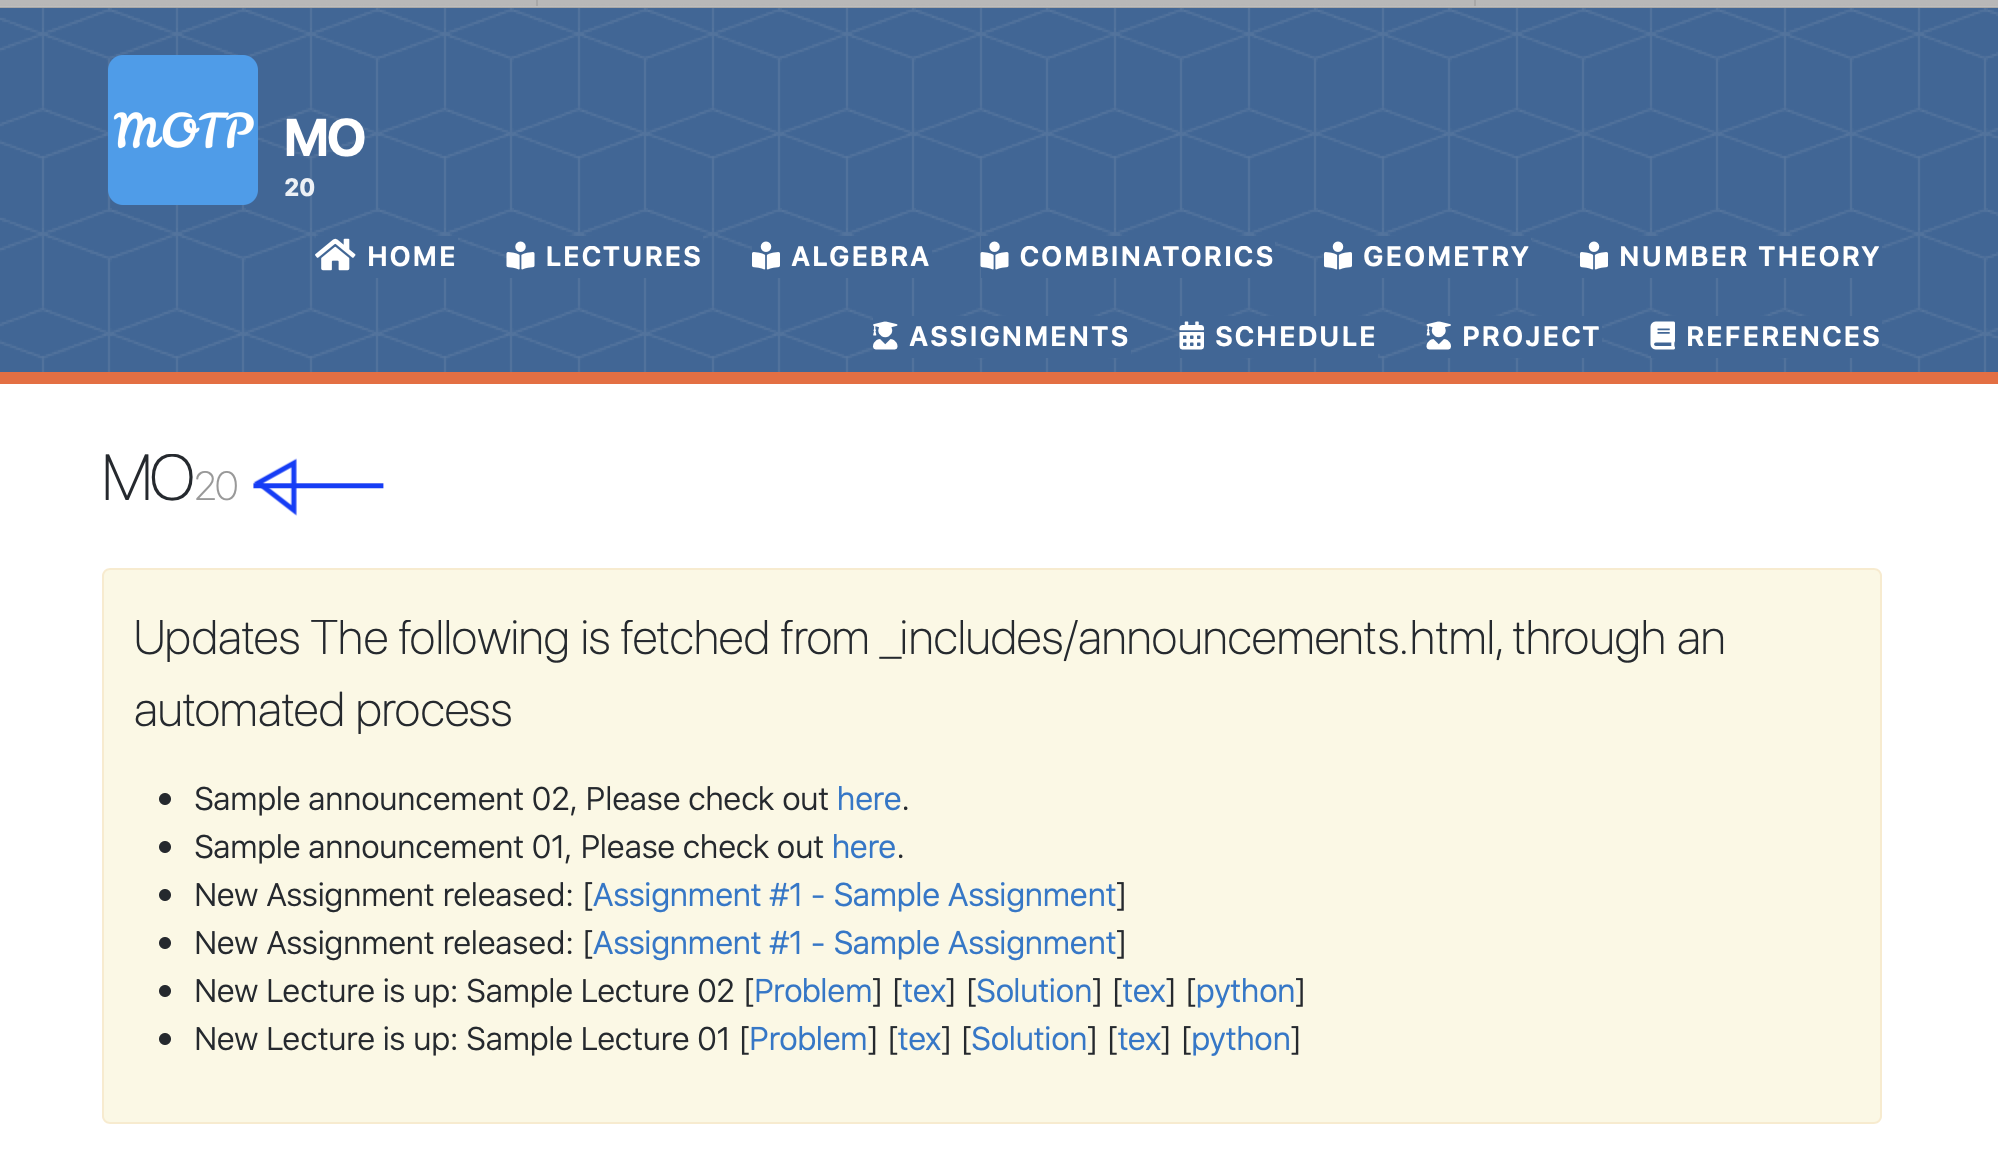 MOTP
MO
20
HOME LECTURES ALGEBRA COMBINATORICS GEOMETRY NUMBER THEORY
ASSIGNMENTS SCHEDULE PROJECT REFERENCES
MO20
Updates The following is fetched from _includes/announcements.html, through an
automated process
Sample announcement 02, Please check out here.
Sample announcement 01, Please check out here.
New Assignment released: [Assignment #1 - Sample Assignment]
New Assignment released: [Assignment #1 - Sample Assignment]
New Lecture is up: Sample Lecture 02 [Problem] [tex] [Solution] [tex] [python]
New Lecture is up: Sample Lecture 01 [Problem] [tex] [Solution] [tex] [python]